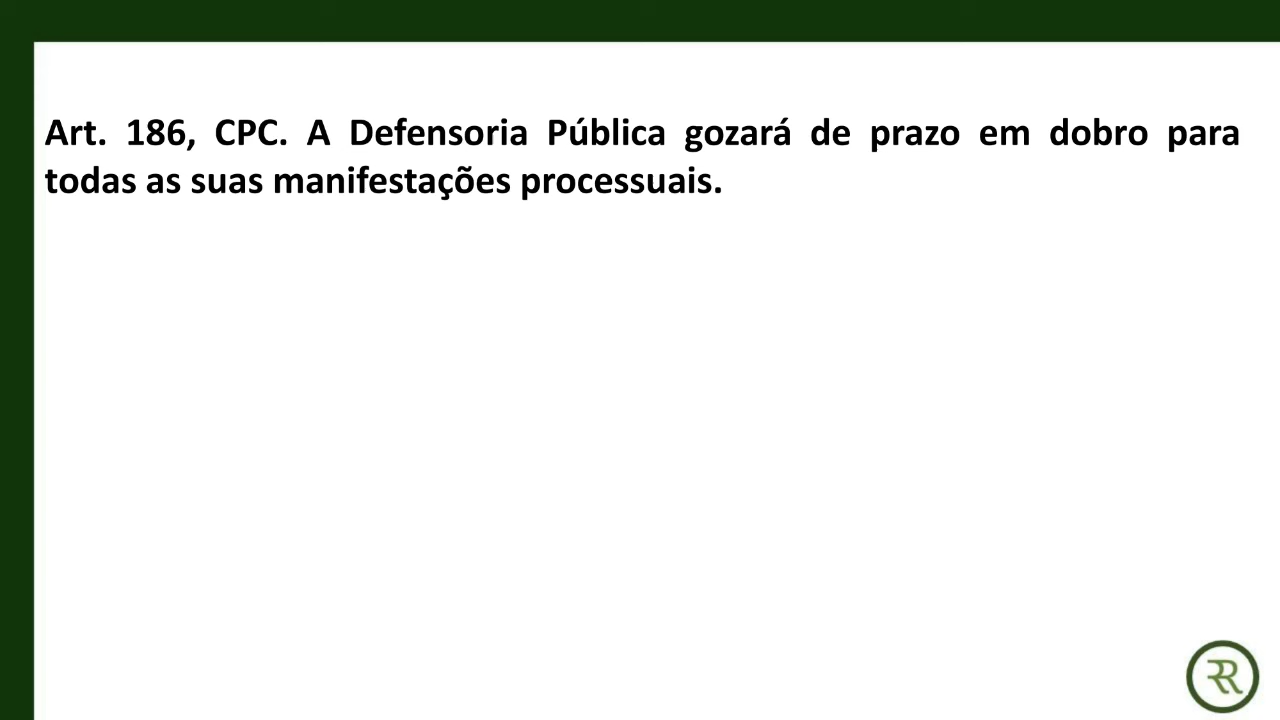 Art. 186, CPC. A Defensoria Pública gozará de prazo em dobro para
todas as suas manifestações processuais.